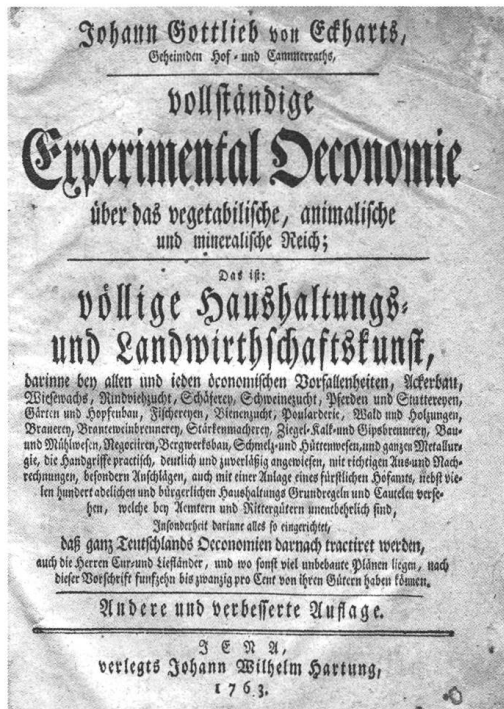 Johann Gottlieb von Eckharts,
Geheimden Hof- und Cammerraths,
vollständige
Experimental Oeconomie
über das vegetabilische, animalische
und mineralische Reich;
Das ist:
völlige Haushaltungs-
und Landwirthschaftskunst,
darinne bey allen und ieden öconomischen Vorfallenheiten, Ackerbau,
Wiesewachs, Rindviehzucht, Schäferey, Schweinezucht, Pferden und Stuttereyen,
Gärten und Hopfenbau, Fischereyen, Bienenzucht, Poularderie, Wald und Holzungen,
Brauerey, Branteweinbrennerey, Stärkenmacherey, Ziegel-Kalk-und Gipsbrennerey, Bau-
und Mühlwesen, Negociiren, Bergwerksbau, Schmelz- und Hüttenwesen, und ganzen Metallur-
gie, die Handgriffe practisch, deutlich und zuverläßig angewiesen, mit richtigen Aus-und Nach-
rechnungen, besondern Anschlägen, auch mit einer Anlage eines fürstlichen Hofamts, nebst vie-
len hundert adelichen und bürgerlichen Haushaltungs Grundregeln und Cautelen verse-
hen, welche bey Aemtern und Rittergütern unentbehrlich sind,
Insonderheit darinne alles so eingerichtet,
daß ganz Teutschlands Oeconomien darnach tractiret werden,
auch die Herren Cur-und Liefländer, und wo sonst viel unbebaute Plänen liegen, nach
dieser Vorschrift funfzehn bis zwanzig pro Cent von ihren Gütern haben können.
Andere und verbesserte Auflage.
JENA,
verlegts Johann Wilhelm Hartung,
1763.